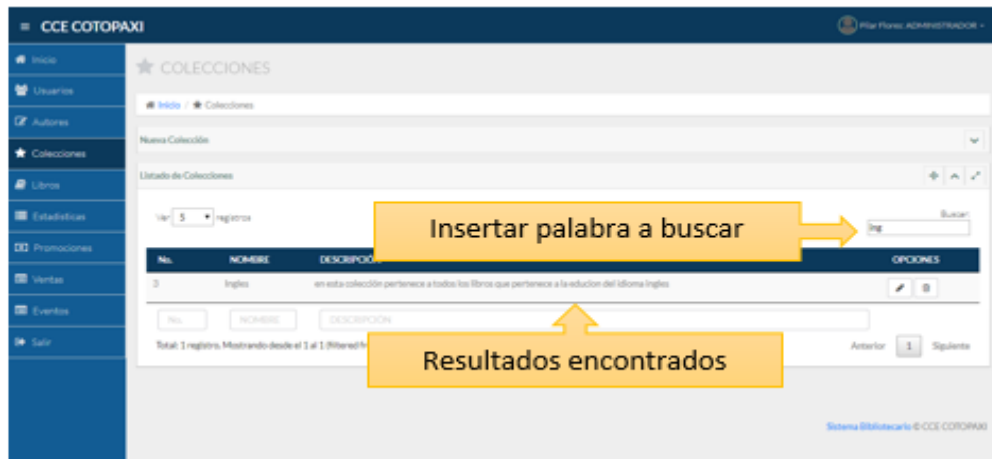 ≡ CCE COTOPAXI
Pilar Flores: ADMINISTRADOR
Inicio
Usuarios
Autores
Colecciones
Libros
Estadísticas
Promociones
Ventas
Eventos
Salir
COLECCIONES
Inicio / Colecciones
Nueva Colección
Listado de Colecciones
Ver 5 registros
Buscar:
ing
Insertar palabra a buscar
No. NOMBRE DESCRIPCIÓN OPCIONES
3 Ingles en esta colección pertenece a todos los libros que pertenece a la educion del idioma ingles
No. NOMBRE DESCRIPCIÓN
Total: 1 registro. Mostrando desde el 1 al 1 (filtered
Anterior 1 Siguiente
Resultados encontrados
Sistema Bibliotecario © CCE COTOPAXI